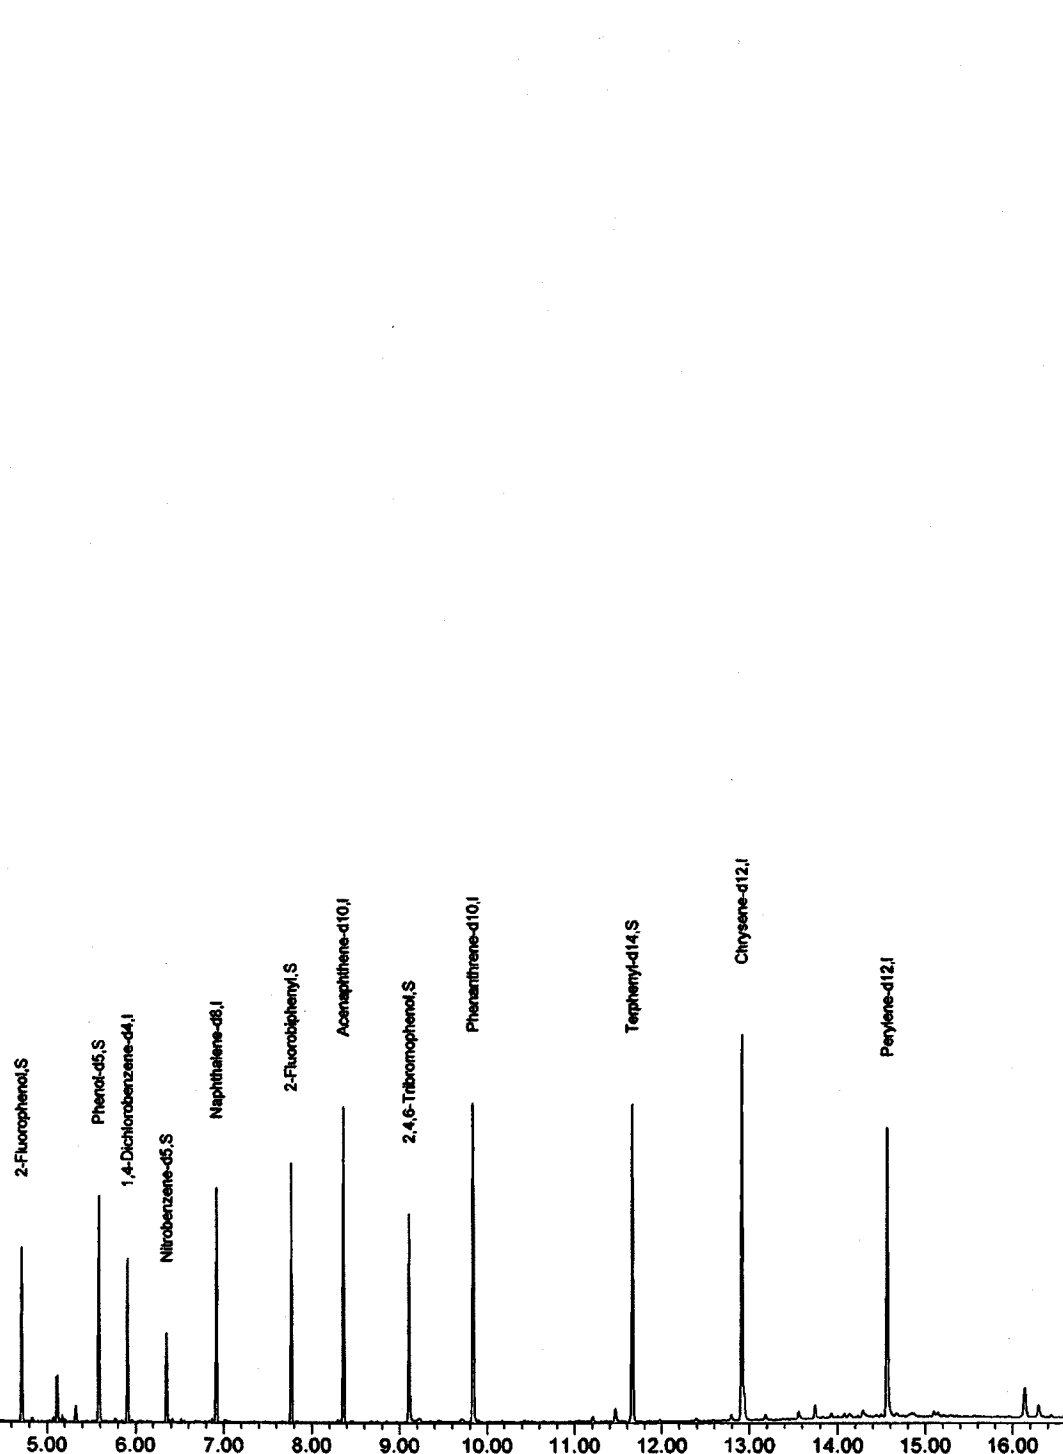 2-Fluorophenol,S
Phenol-d5,S
1,4-Dichlorobenzene-d4,I
Nitrobenzene-d5,S
Naphthalene-d8,I
2-Fluorobiphenyl,S
Acenaphthene-d10,I
2,4,6-Tribromophenol,S
Phenanthrene-d10,I
Terphenyl-d14,S
Chrysene-d12,I
Perylene-d12,I
5.00 6.00 7.00 8.00 9.00 10.00 11.00 12.00 13.00 14.00 15.00 16.00